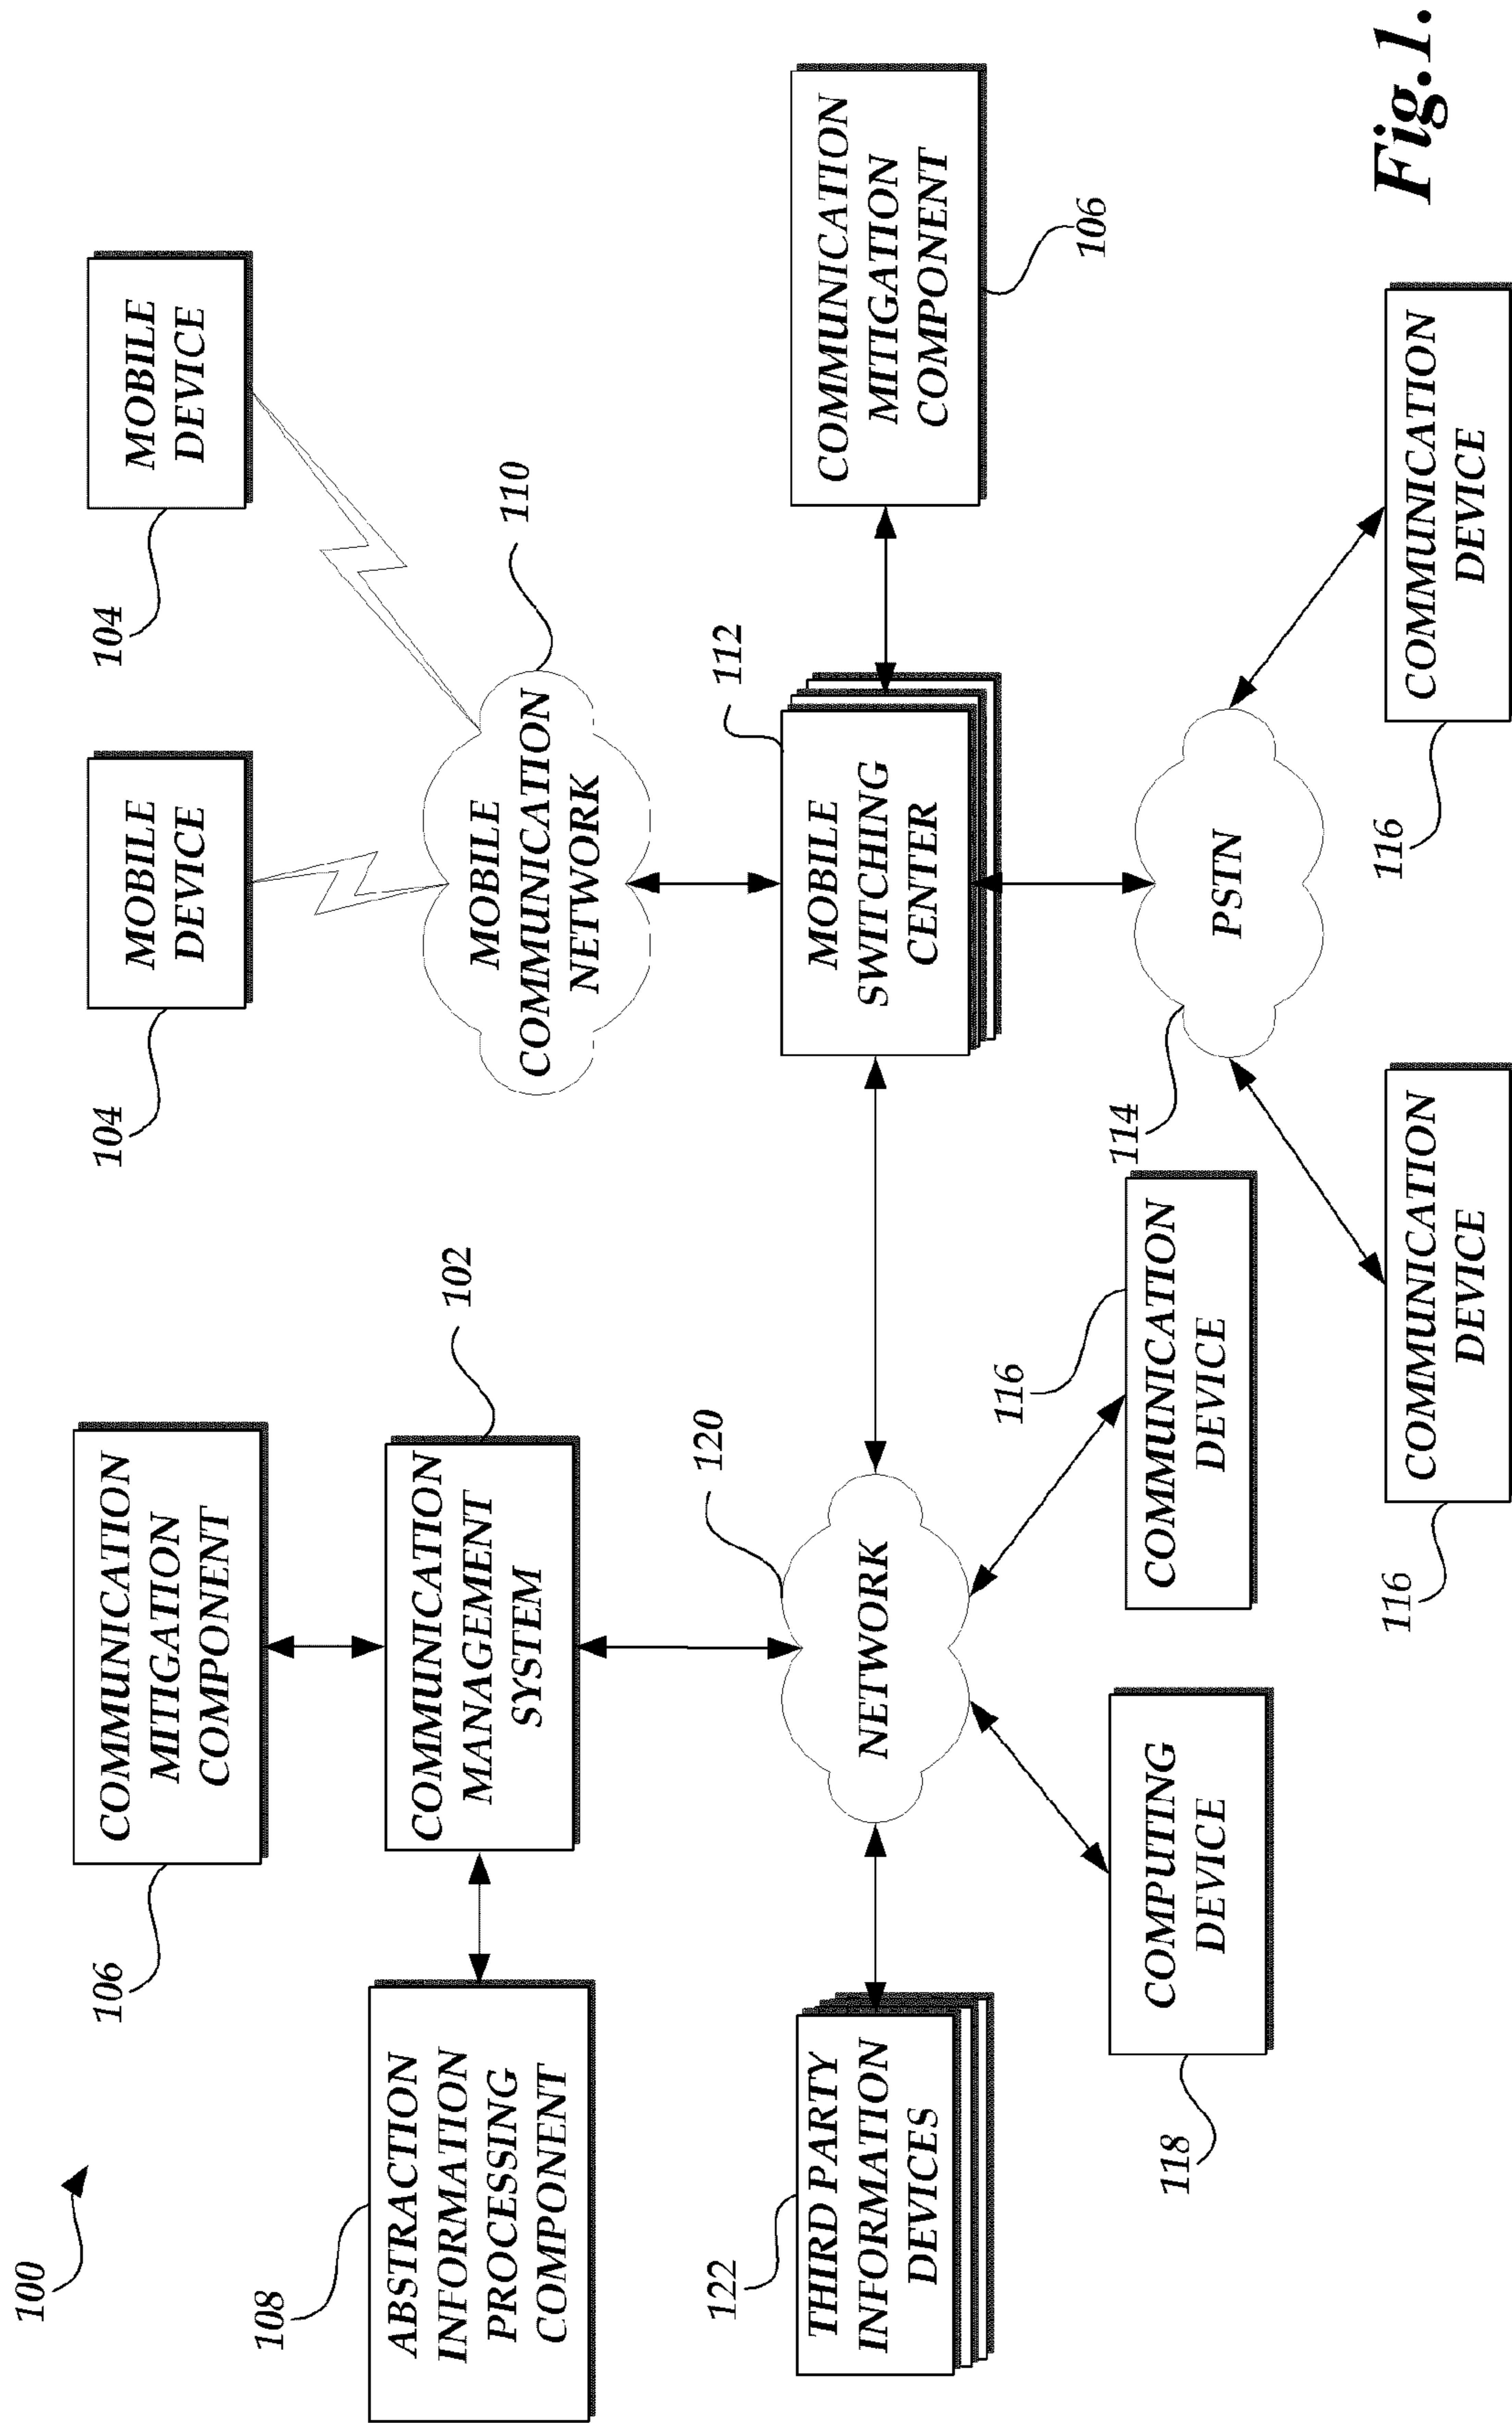 100
106
COMMUNICATION
MITIGATION
COMPONENT
104
MOBILE
DEVICE
104
MOBILE
DEVICE
108
ABSTRACTION
INFORMATION
PROCESSING
COMPONENT
COMMUNICATION
MANAGEMENT
SYSTEM
102
MOBILE
COMMUNICATION
NETWORK
110
122
THIRD PARTY
INFORMATION
DEVICES
NETWORK
120
MOBILE
SWITCHING
CENTER
112
COMMUNICATION
MITIGATION
COMPONENT
106
118
COMPUTING
DEVICE
116
COMMUNICATION
DEVICE
114
PSTN
116
COMMUNICATION
DEVICE
116
COMMUNICATION
DEVICE
Fig.1.